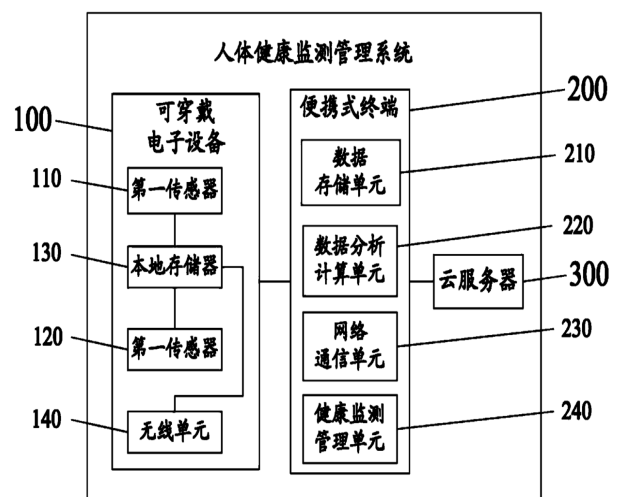 人体健康监测管理系统
100
可穿戴
电子设备
110
第一传感器
130
本地存储器
120
第一传感器
140
无线单元
便携式终端
200
数据
存储单元
210
数据分析
计算单元
220
网络
通信单元
230
健康监测
管理单元
240
云服务器
300